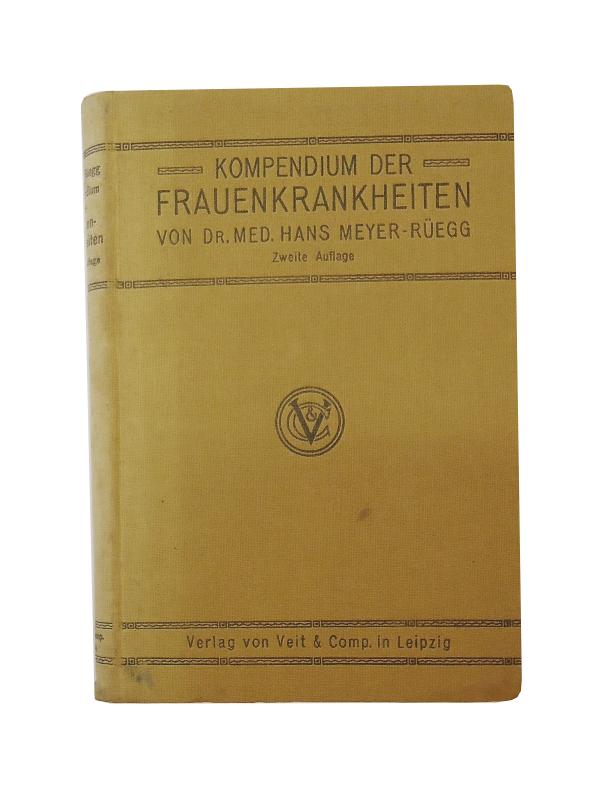 KOMPENDIUM DER
FRAUENKRANKHEITEN
VON DR. MED. HANS MEYER-RÜEGG
Zweite Auflage
V & C
Verlag von Veit & Comp. in Leipzig